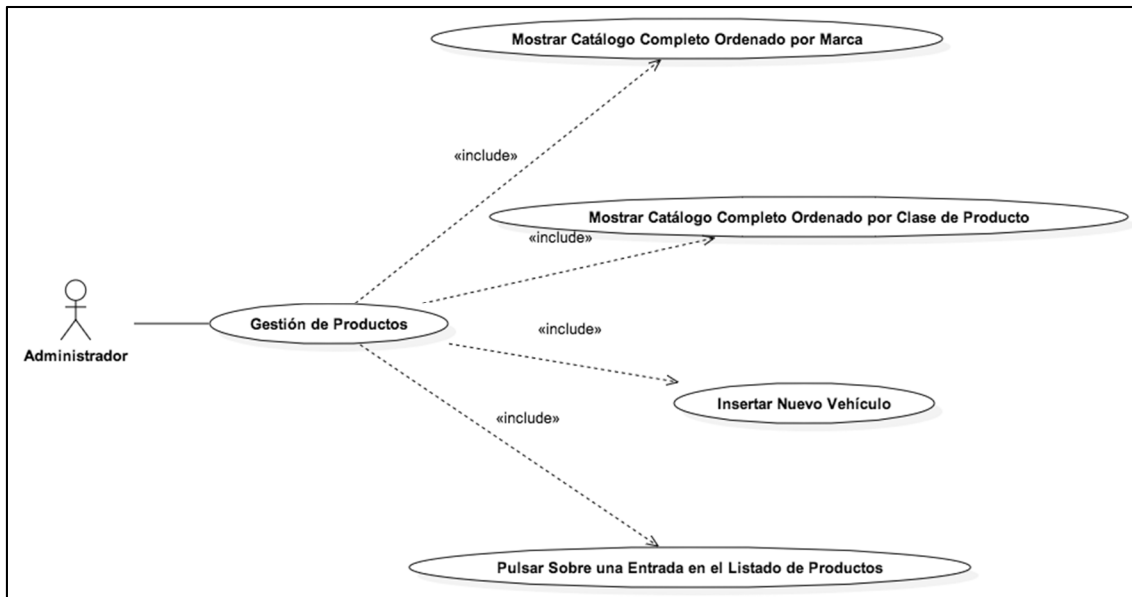 Mostrar Catálogo Completo Ordenado por Marca
«include»
Mostrar Catálogo Completo Ordenado por Clase de Producto
«include»
Gestión de Productos
«include»
Administrador
Insertar Nuevo Vehículo
«include»
Pulsar Sobre una Entrada en el Listado de Productos